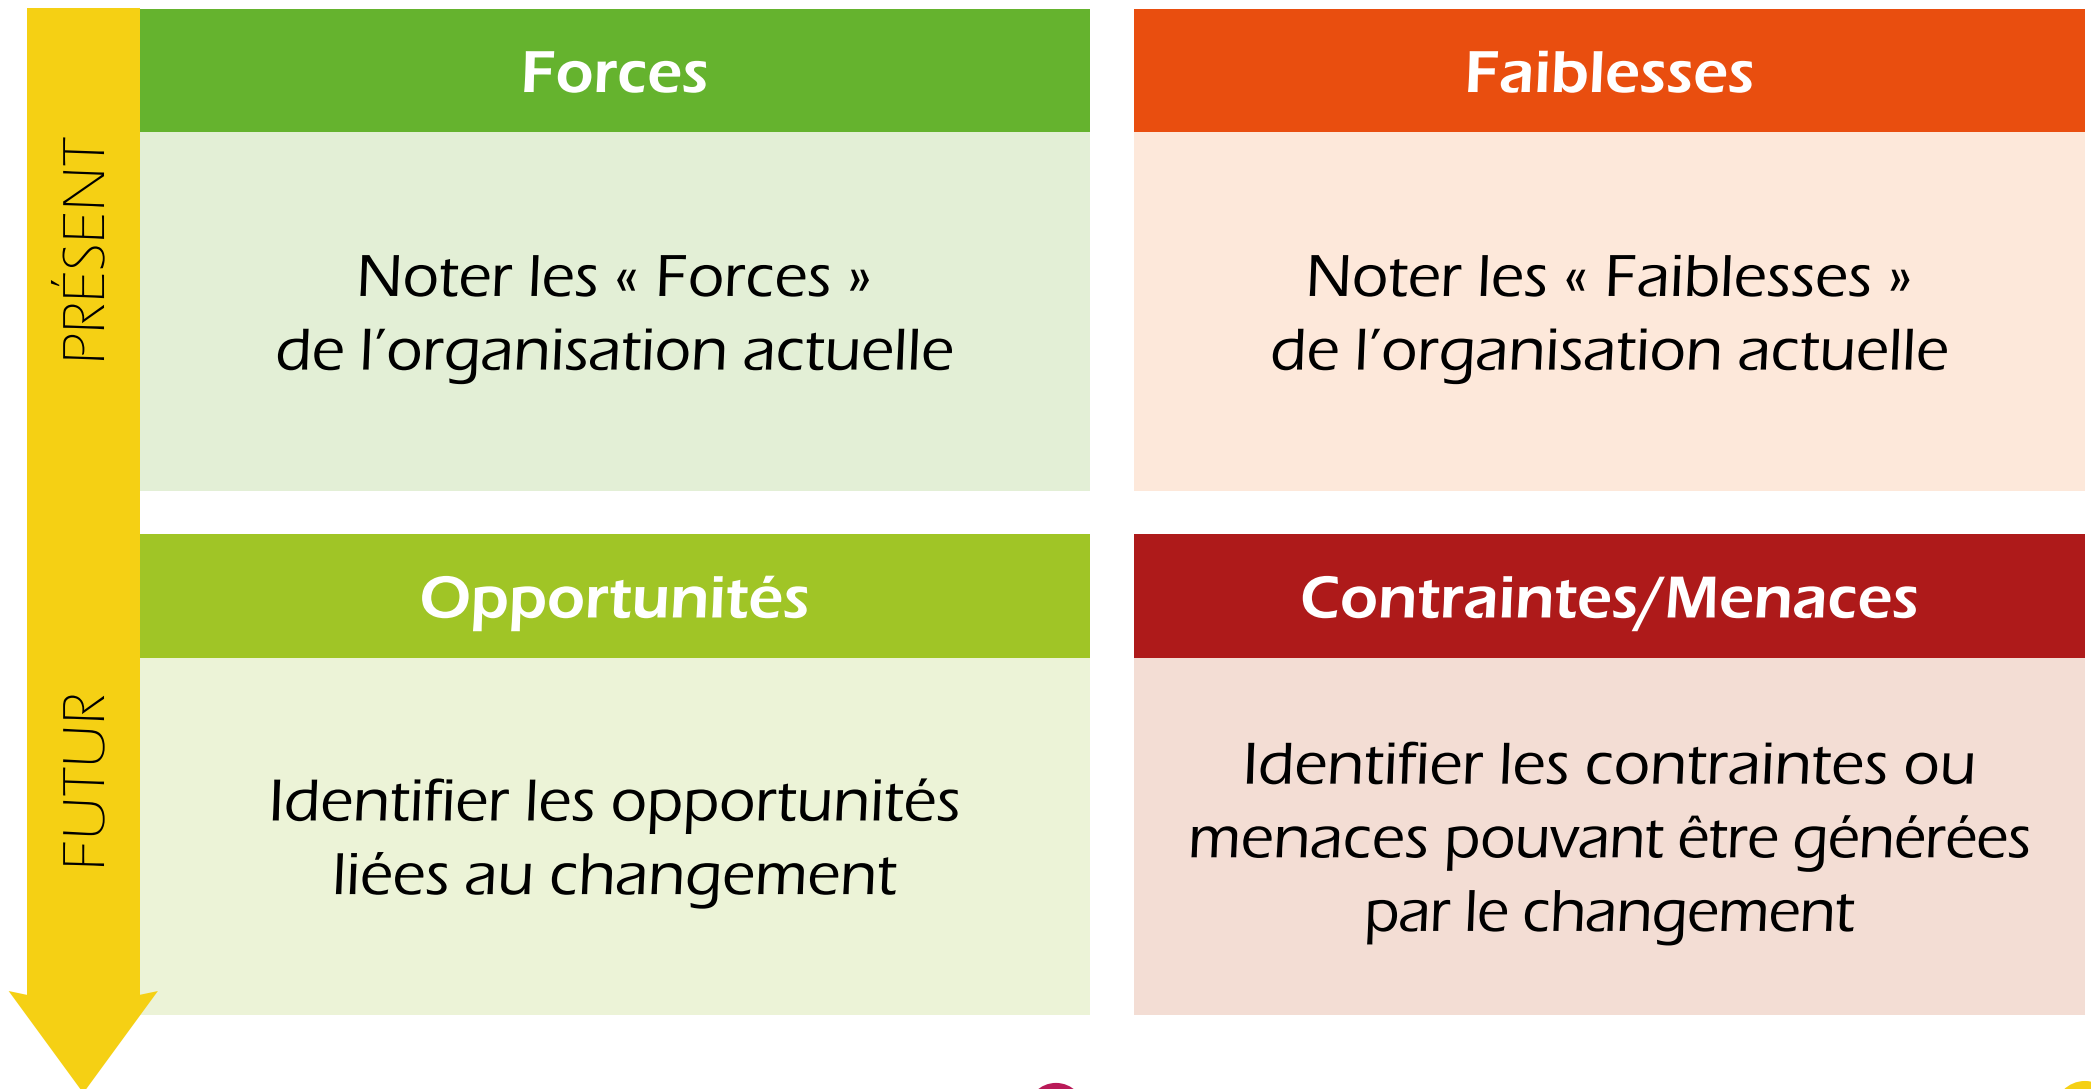 PRÉSENT
Forces
Noter les « Forces »
de l’organisation actuelle
Faiblesses
Noter les « Faiblesses »
de l’organisation actuelle
FUTUR
Opportunités
Identifier les opportunités
liées au changement
Contraintes/Menaces
Identifier les contraintes ou
menaces pouvant être générées
par le changement